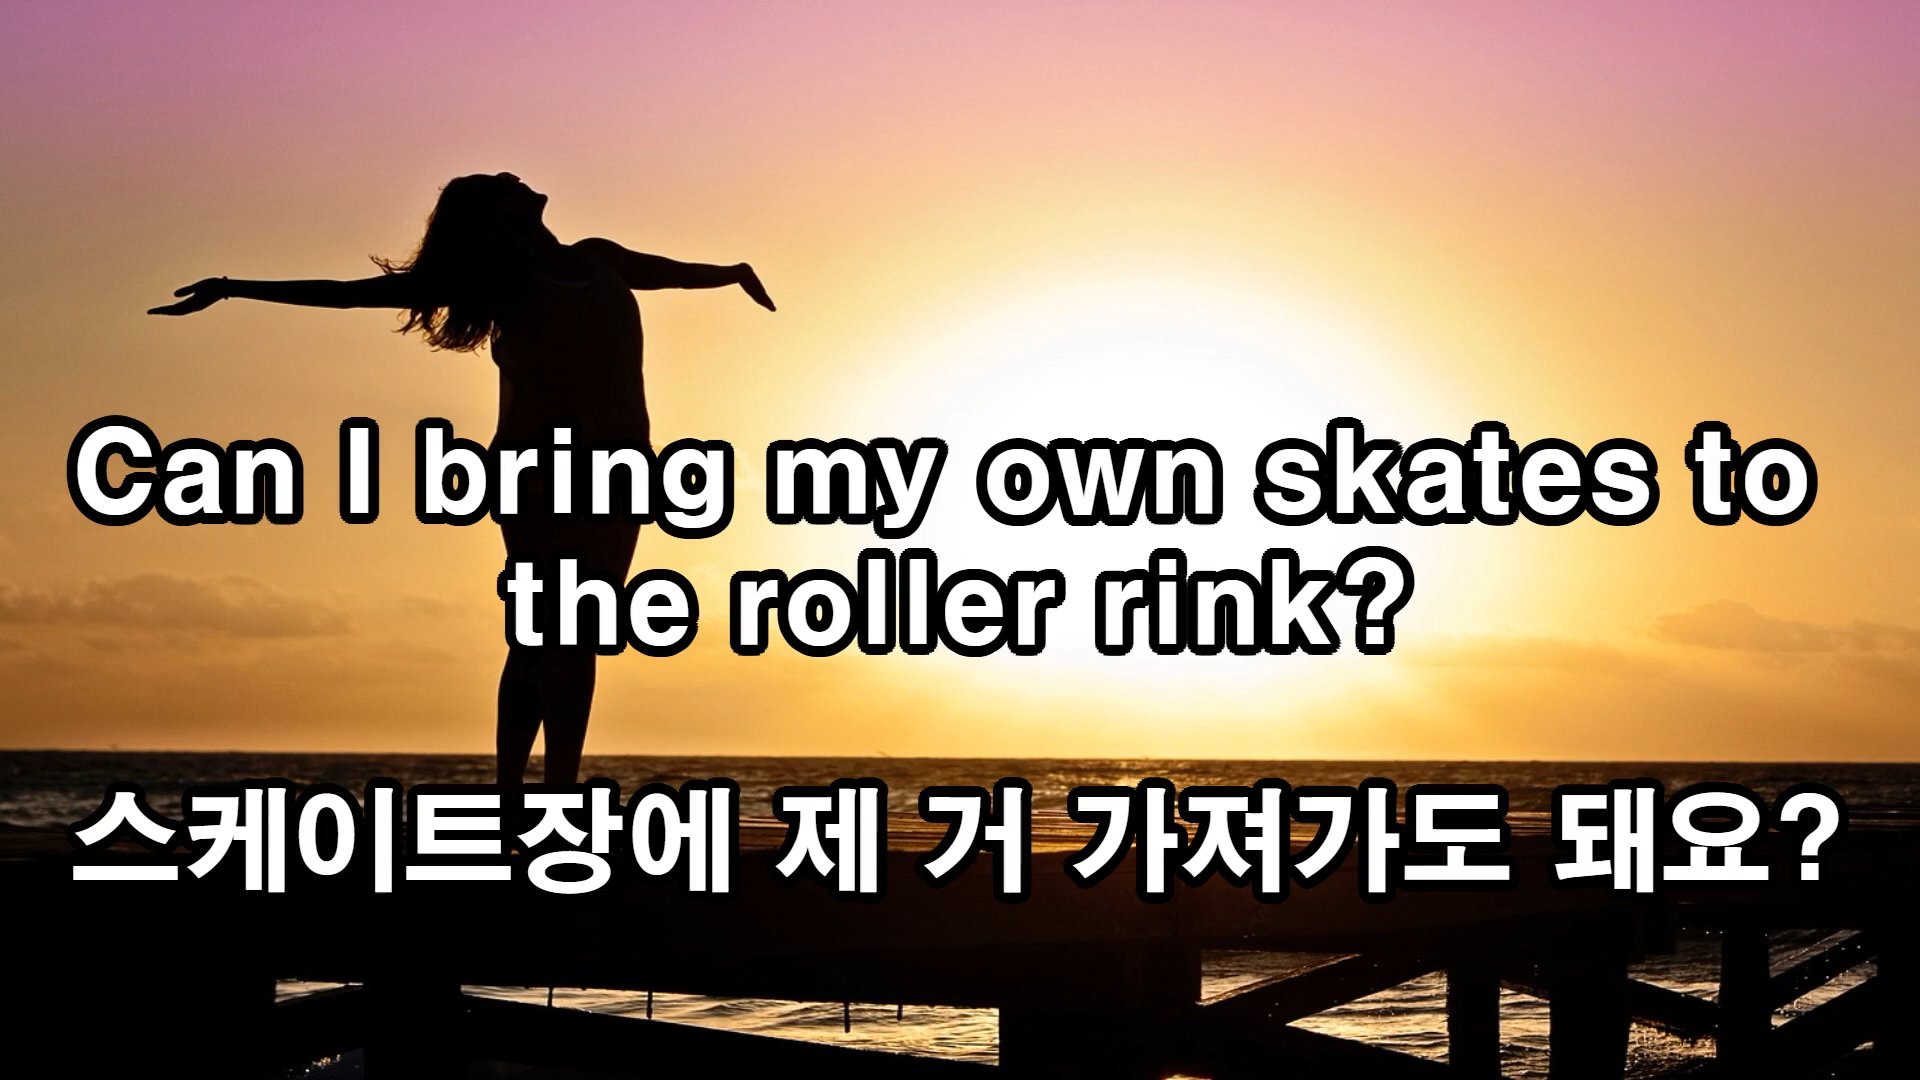 Can I bring my own skates to
the roller rink?
스케이트장에 제 거 가져가도 돼요?